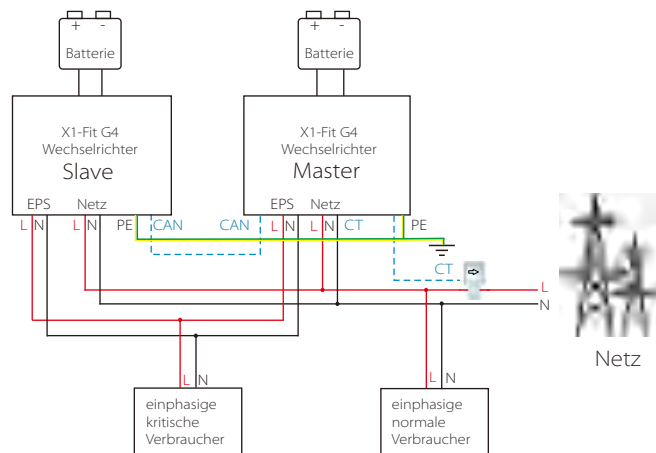 + -
Batterie
+ -
Batterie
X1-Fit G4
Wechselrichter
Slave
EPS Netz
X1-Fit G4
Wechselrichter
Master
EPS Netz
L N L N PE CAN
CAN L N L N CT PE
CT
L
N
Netz
L N
L N
einphasige
kritische
Verbraucher
einphasige
normale
Verbraucher